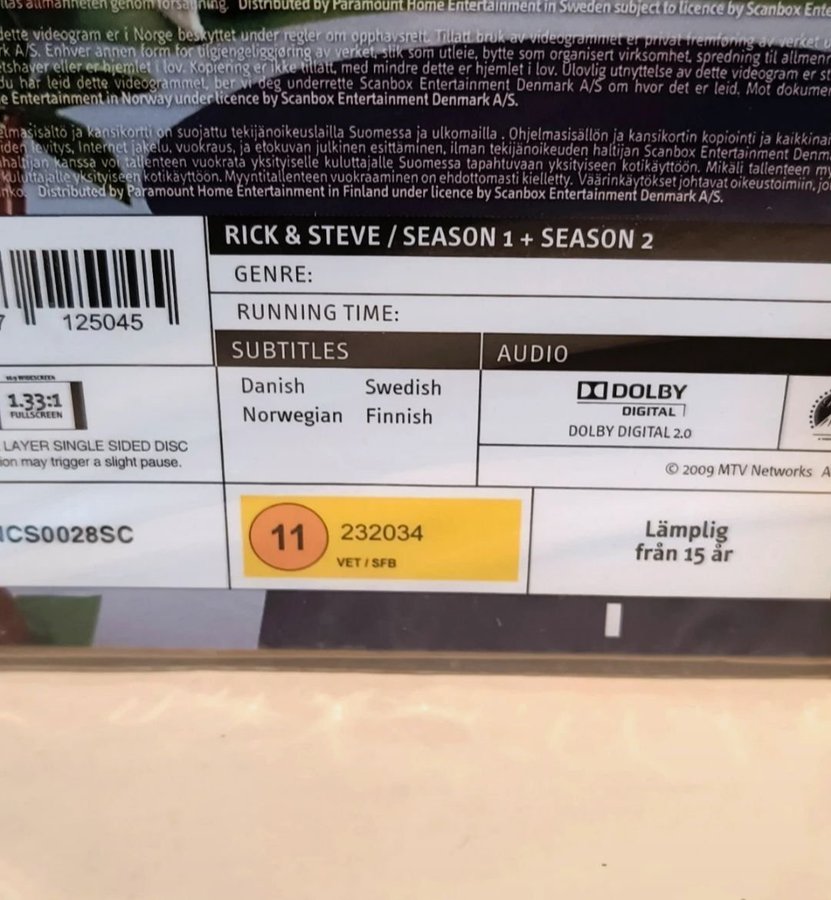 allmänheten genom försäljning. Distributed by Paramount Home Entertainment in Sweden subject to licence by Scanbox
dette videogram er i Norge beskyttet under regler om opphavsrett. Tillatt bruk av videogrammet er privat fremføring av verket
A/S. Enhver annen form for tilgjengeliggjøring av verket, slik som utleie, bytte som organisert virksomhet, spredning til
eller er hjemlet i lov. Kopiering er ikke tillatt, med mindre dette er hjemlet i lov. Ulovlig utnyttelse av dette videogram er
du har leid dette videogrammet, ber vi deg underrette Scanbox Entertainment Denmark A/S om hvor det er leid. Mot
Entertainment in Norway under licence by Scanbox Entertainment Denmark A/S.
ja kansikortti on suojattu tekijänoikeuslailla Suomessa ja ulkomailla. Ohjelmasisällön ja kansikortin kopiointi ja
levitys, Internet jakelu, vuokraus, ja etokuvan julkinen esittäminen, ilman tekijänoikeuden haltijan Scanbox Entertainment
kanssa voi tallenteen vuokrata yksityiselle kuluttajalle Suomessa tapahtuvaan yksityiseen kotikäyttöön. Mikäli tallenteen
kuluttajalle yksityiseen kotikäyttöön. Myyntitallenteen vuokraaminen on ehdottomasti kielletty. Väärinkäytökset johtavat oikeustoimiin,
Distributed by Paramount Home Entertainment in Finland under licence by Scanbox Entertainment Denmark A/S.
RICK & STEVE / SEASON 1 + SEASON 2
GENRE:
RUNNING TIME:
7 125045
SUBTITLES
AUDIO
Danish Swedish
Norwegian Finnish
DOLBY
DIGITAL
DOLBY DIGITAL 2.0
1.33:1
FULLSCREEN
LAYER SINGLE SIDED DISC
may trigger a slight pause.
© 2009 MTV Networks
CS0028SC
11 232034
VET / SFB
Lämplig
från 15 år